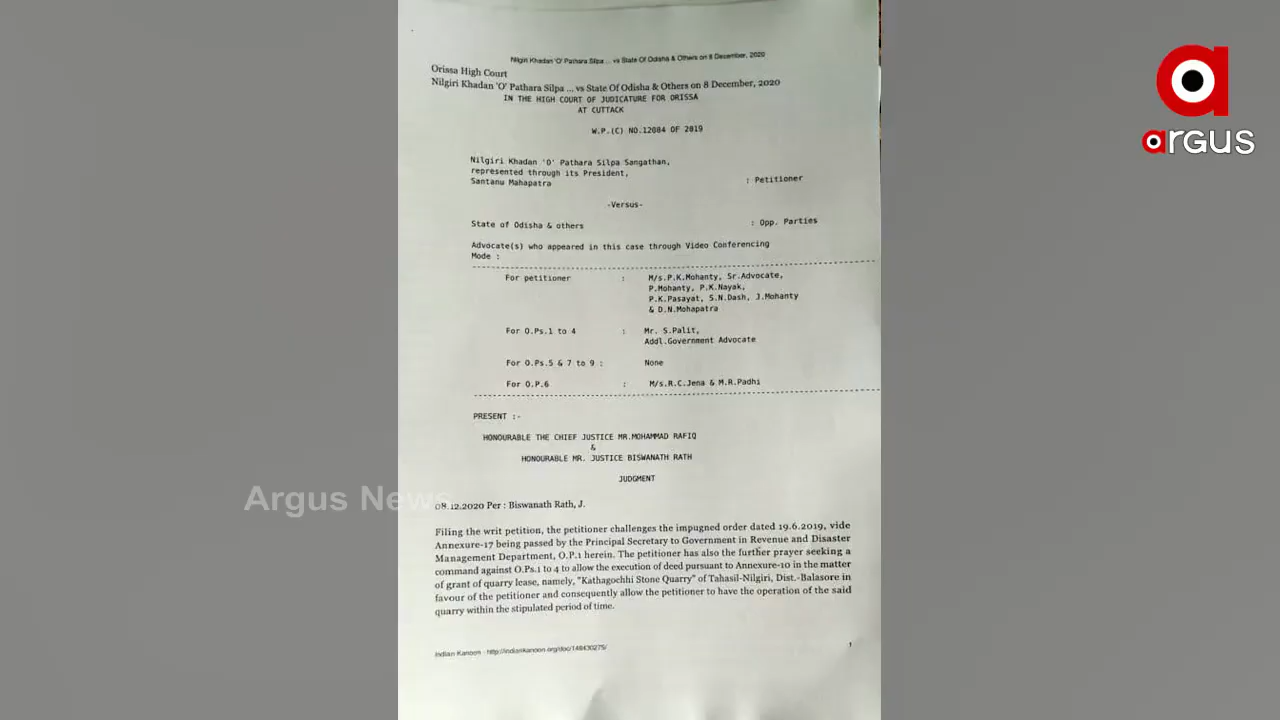 Nilgiri Khadan 'O' Pathara Silpa ... vs State Of Odisha & Others on 8 December, 2020
Orissa High Court
Nilgiri Khadan 'O' Pathara Silpa ... vs State Of Odisha & Others on 8 December, 2020
IN THE HIGH COURT OF JUDICATURE FOR ORISSA
AT CUTTACK
W.P.(C) NO.12084 OF 2019
Nilgiri Khadan 'O' Pathara Silpa Sangathan,
represented through its President,
Santanu Mahapatra : Petitioner
-Versus-
State of Odisha & others : Opp. Parties
Advocate(s) who appeared in this case through Video Conferencing
Mode :
For petitioner : M/s.P.K.Mohanty, Sr.Advocate,
P.Mohanty, P.K.Nayak,
P.K.Pasayat, S.N.Dash, J.Mohanty
& D.N.Mohapatra
For O.Ps.1 to 4 : Mr. S.Palit,
Addl.Government Advocate
For O.Ps.5 & 7 to 9 : None
For O.P.6 : M/s.R.C.Jena & M.R.Padhi
PRESENT :-
HONOURABLE THE CHIEF JUSTICE MR.MOHAMMAD RAFIQ
&
HONOURABLE MR. JUSTICE BISWANATH RATH
JUDGMENT
08.12.2020 Per : Biswanath Rath, J.
Filing the writ petition, the petitioner challenges the impugned order dated 19.6.2019, vide
Annexure-17 being passed by the Principal Secretary to Government in Revenue and Disaster
Management Department, O.P.1 herein. The petitioner has also the further prayer seeking a
command against O.Ps.1 to 4 to allow the execution of deed pursuant to Annexure-10 in the matter
of grant of quarry lease, namely, "Kathagochhi Stone Quarry" of Tahasil-Nilgiri, Dist.-Balasore in
favour of the petitioner and consequently allow the petitioner to have the operation of the said
quarry within the stipulated period of time.
Indian Kanoon - http://indiankanoon.org/doc/148430275/ 1
Argus News
a
argus